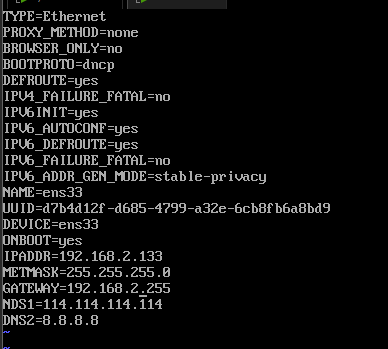 TYPE=Ethernet
PROXY_METHOD=none
BROWSER_ONLY=no
BOOTPROTO=dncp
DEFROUTE=yes
IPV4_FAILURE_FATAL=no
IPV6INIT=yes
IPV6_AUTOCONF=yes
IPV6_DEFROUTE=yes
IPV6_FAILURE_FATAL=no
IPV6_ADDR_GEN_MODE=stable-privacy
NAME=ens33
UUID=d7b4d12f-d685-4799-a32e-6cb8fb6a8bd9
DEVICE=ens33
ONBOOT=yes
IPADDR=192.168.2.133
METMASK=255.255.255.0
GATEWAY=192.168.2.255
NDS1=114.114.114.114
DNS2=8.8.8.8
~
~